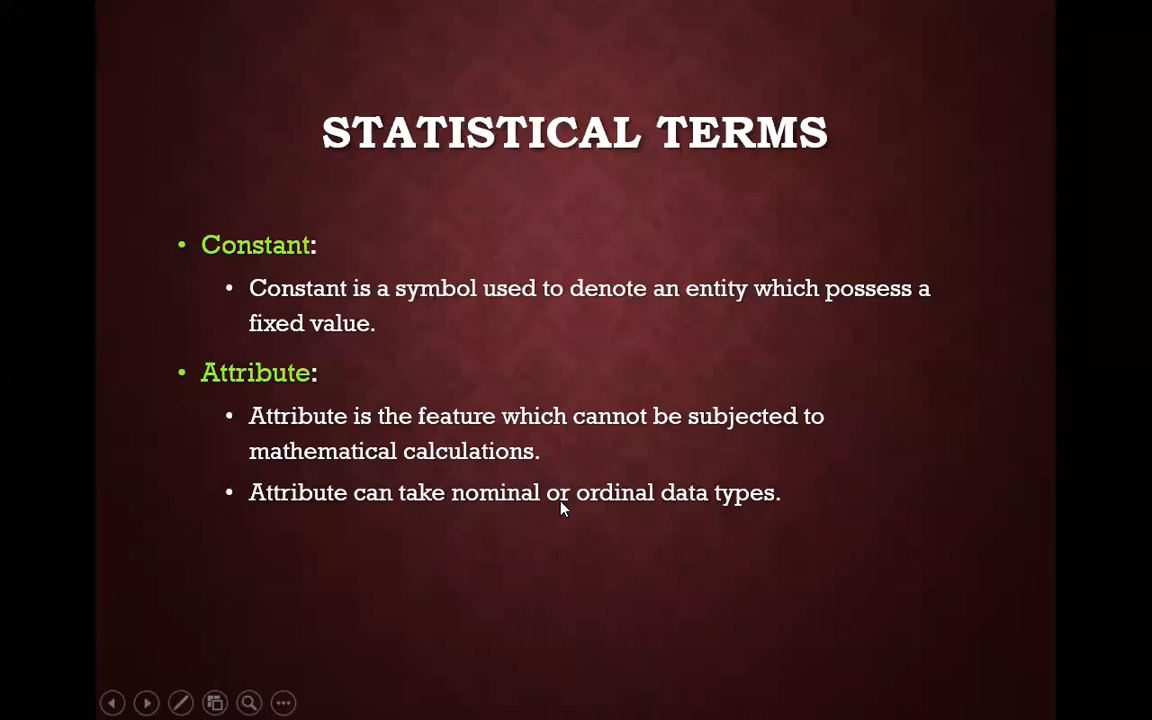 STATISTICAL TERMS
• Constant:
• Constant is a symbol used to denote an entity which possess a
fixed value.
• Attribute:
• Attribute is the feature which cannot be subjected to
mathematical calculations.
• Attribute can take nominal or ordinal data types.